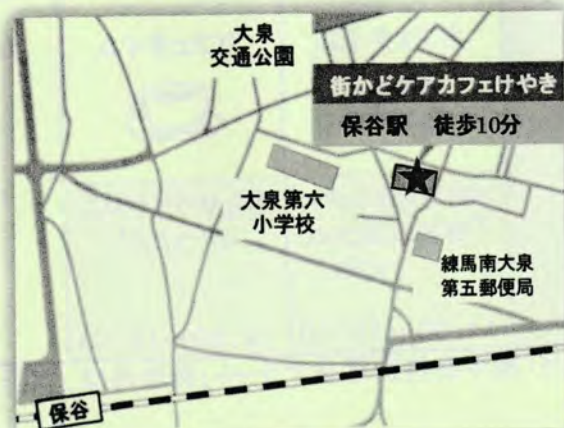 大泉
交通公園
街かどケアカフェけやき
保谷駅 徒歩10分
大泉第六
小学校
練馬南大泉
第五郵便局
保谷